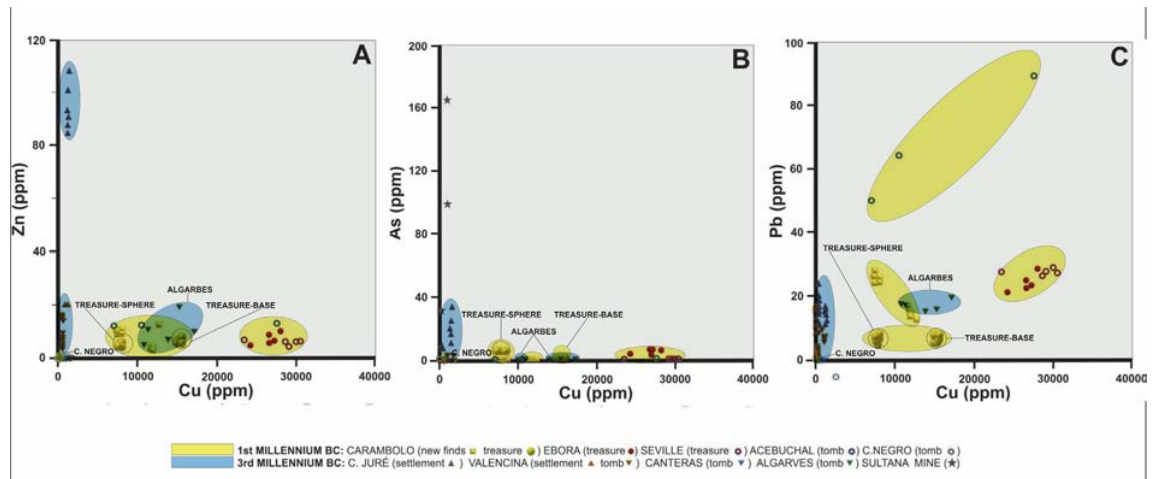 A
Zn (ppm)
120
80
40
0
ALGARBES
TREASURE-SPHERE
TREASURE-BASE
C. NEGRO
0 10000 20000 30000 40000
Cu (ppm)
B
As (ppm)
200
160
120
80
40
0
TREASURE-SPHERE
TREASURE-BASE
ALGARBES
C. NEGRO
0 10000 20000 30000 40000
Cu (ppm)
C
Pb (ppm)
100
80
60
40
20
0
TREASURE-SPHERE
ALGARBES
TREASURE-BASE
C. NEGRO
0 10000 20000 30000 40000
Cu (ppm)
1st MILLENNIUM BC: CARAMBOLO (new finds treasure ) EBORA (treasure ) SEVILLE (treasure ) ACEBUCHAL (tomb ) C.NEGRO (tomb )
3rd MILLENNIUM BC: C. JURÉ (settlement ) VALENCINA (settlement tomb ) CANTERAS (tomb ) ALGARVES (tomb ) SULTANA MINE ( )